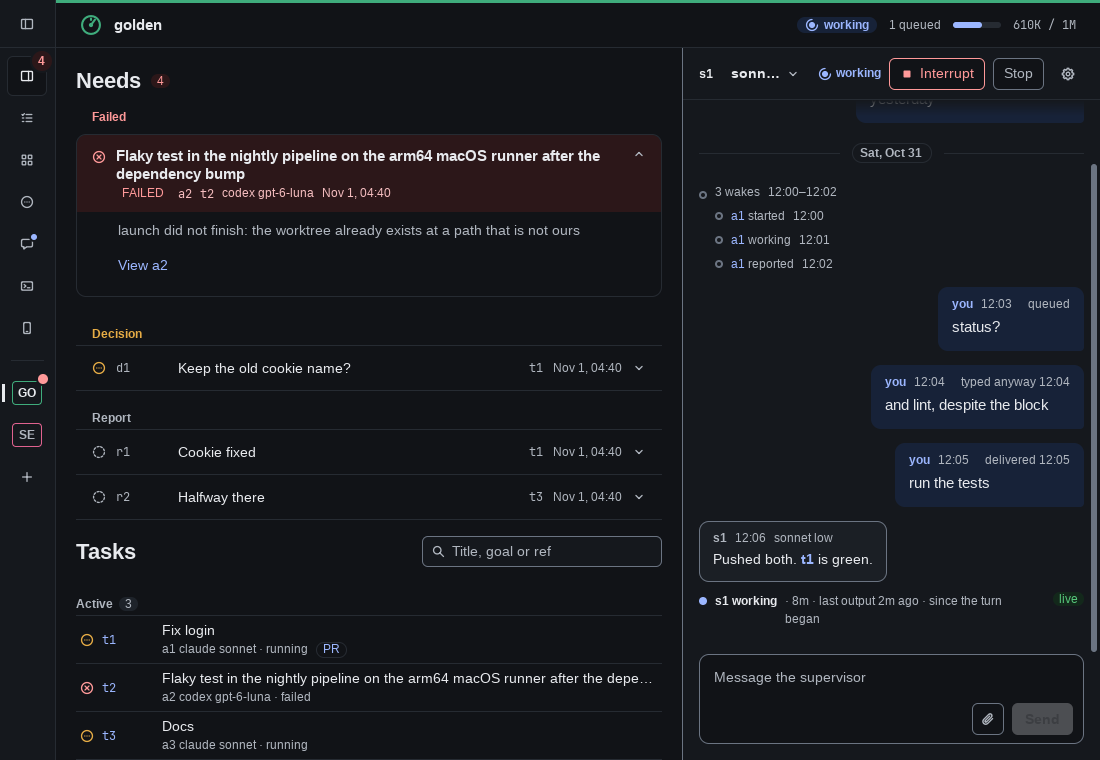 golden
working
1 queued
610K / 1M
4
GO
SE
Needs 4
Failed
Flaky test in the nightly pipeline on the arm64 macOS runner after the
dependency bump
FAILED a2 t2 codex gpt-6-luna Nov 1, 04:40
launch did not finish: the worktree already exists at a path that is not ours
View a2
Decision
d1 Keep the old cookie name? t1 Nov 1, 04:40
Report
r1 Cookie fixed t1 Nov 1, 04:40
r2 Halfway there t3 Nov 1, 04:40
Tasks
Title, goal or ref
Active 3
t1 Fix login
a1 claude sonnet · running PR
t2 Flaky test in the nightly pipeline on the arm64 macOS runner after the depe…
a2 codex gpt-6-luna · failed
t3 Docs
a3 claude sonnet · running
s1 sonn… working Interrupt Stop
yesterday
Sat, Oct 31
3 wakes 12:00–12:02
a1 started 12:00
a1 working 12:01
a1 reported 12:02
you 12:03 queued
status?
you 12:04 typed anyway 12:04
and lint, despite the block
you 12:05 delivered 12:05
run the tests
s1 12:06 sonnet low
Pushed both. t1 is green.
s1 working · 8m · last output 2m ago · since the turn
began
live
Message the supervisor
Send